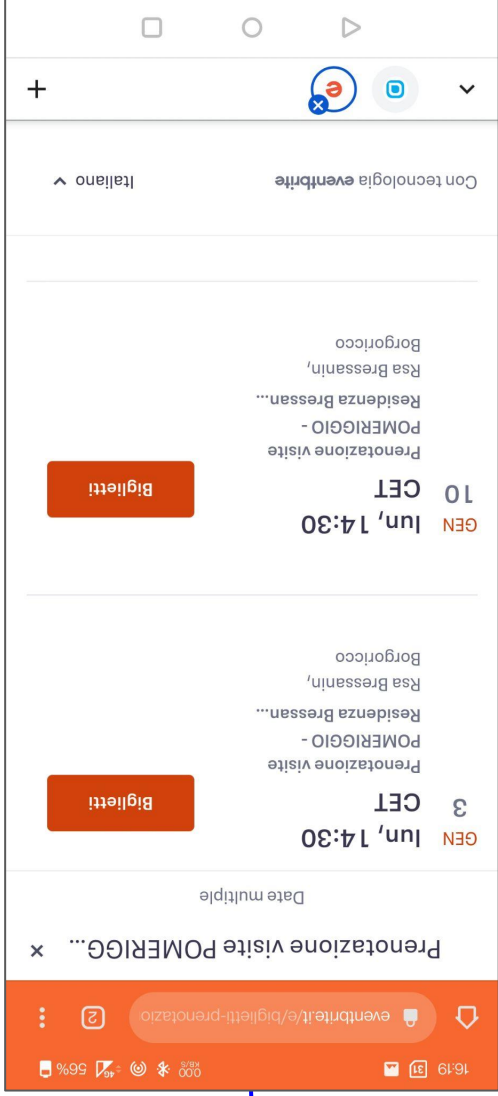 16:19 31 0,00 KB/S 4G 56%
eventbrite.it/e/biglietti-prenotazio 2
Prenotazione visite POMERIGG... ×
Date multiple
GEN lun, 14:30
3 CET
Biglietti
Prenotazione visite
POMERIGGIO -
Residenza Bressan...
Rsa Bressanin,
Borgoricco
GEN lun, 14:30
10 CET
Biglietti
Prenotazione visite
POMERIGGIO -
Residenza Bressan...
Rsa Bressanin,
Borgoricco
Con tecnologia eventbrite Italiano
e